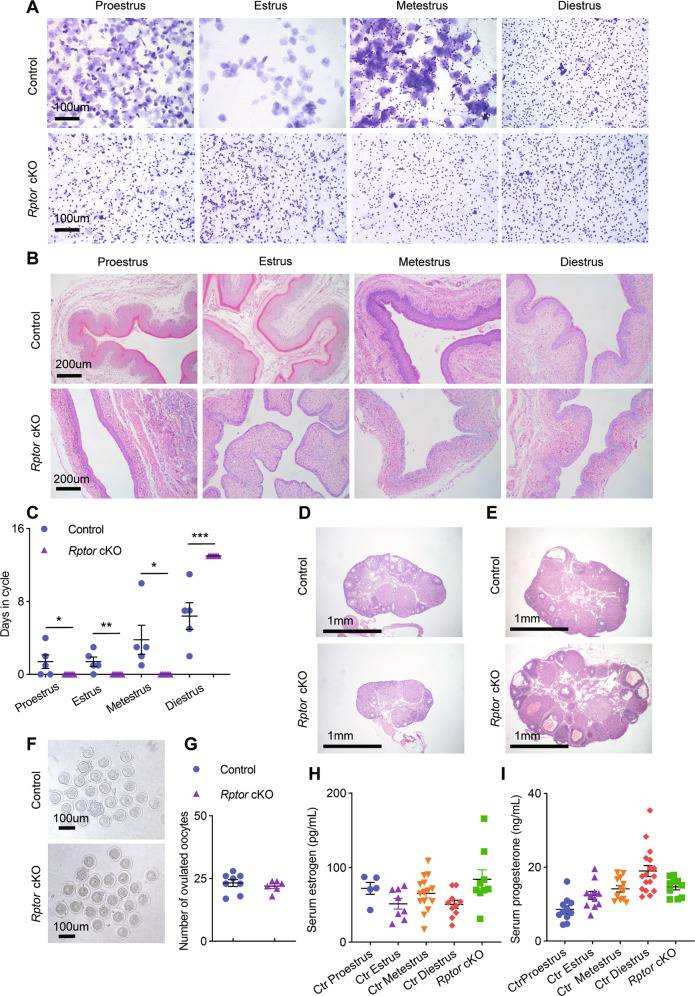 A
Proestrus
Estrus
Metestrus
Diestrus
Control
100um
Rptor cKO
100um
B
Proestrus
Estrus
Metestrus
Diestrus
Control
200um
Rptor cKO
200um
C
Control
Rptor cKO
Days in cycle
16
8
0
*
**
*
***
Proestrus
Estrus
Metestrus
Diestrus
D
Control
1mm
Rptor cKO
1mm
E
Control
1mm
Rptor cKO
1mm
F
Control
100um
Rptor cKO
100um
G
Control
Rptor cKO
Number of ovulated oocytes
50
25
0
H
Serum estrogen (pg/mL)
200
100
0
Ctr Proestrus
Ctr Estrus
Ctr Metestrus
Ctr Diestrus
Rptor cKO
I
Serum progesterone (ng/mL)
40
20
0
CtrProestrus
Ctr Estrus
Ctr Metestrus
Ctr Diestrus
Rptor cKO